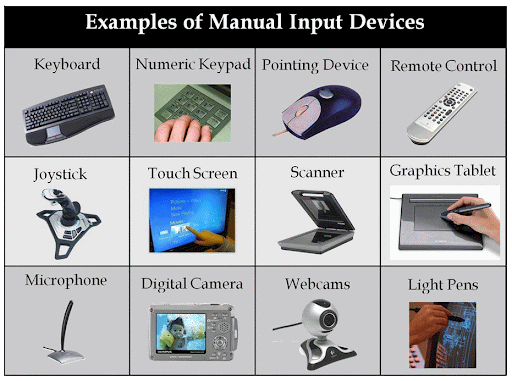 Examples of Manual Input Devices
Keyboard
Numeric Keypad
Pointing Device
Remote Control
Joystick
Touch Screen
Scanner
Graphics Tablet
Microphone
Digital Camera
Webcams
Light Pens